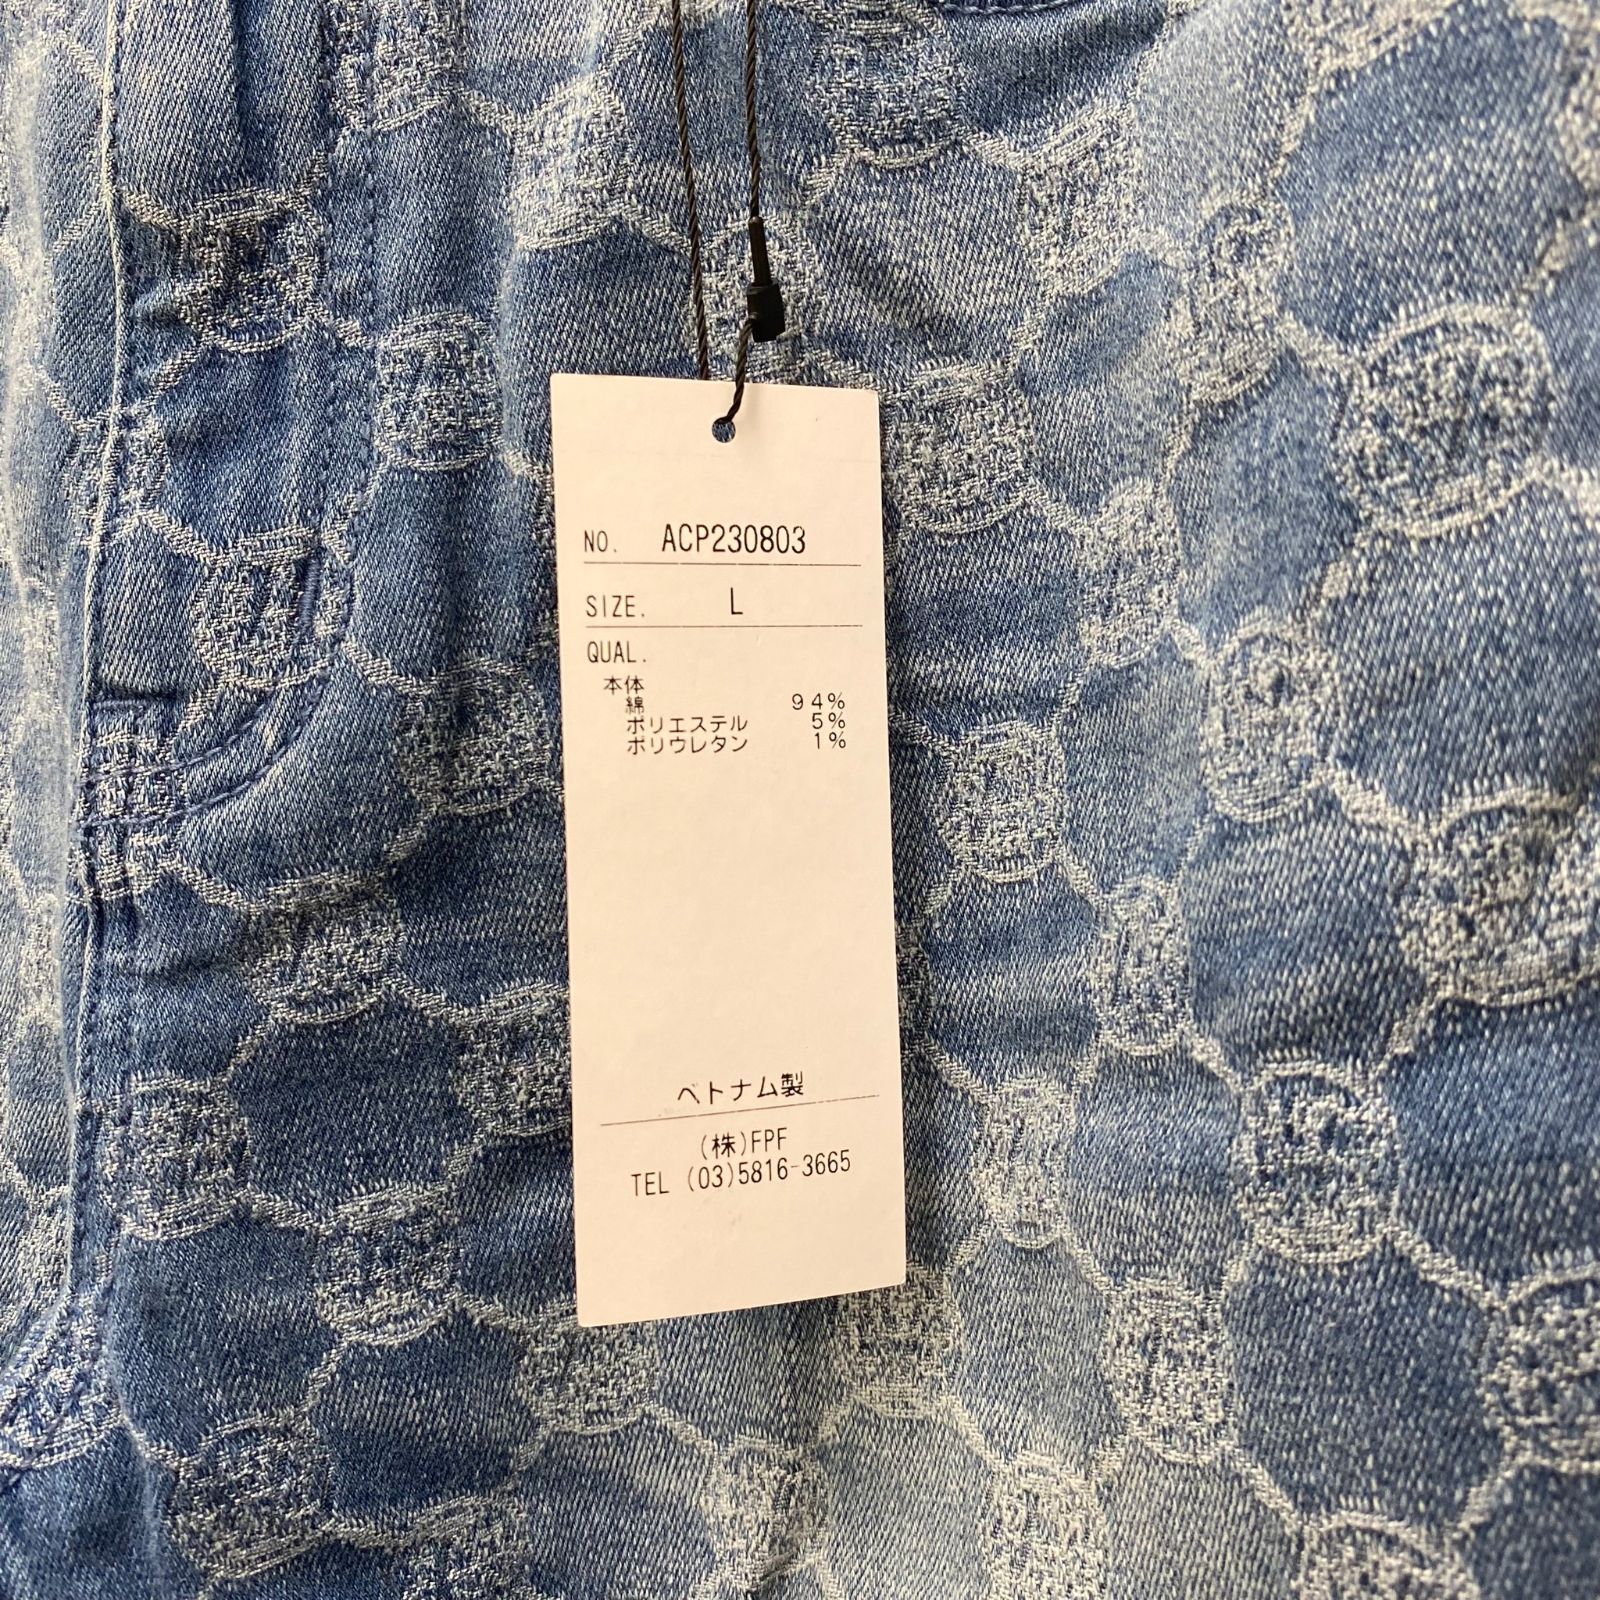 NO. ACP230803
SIZE. L
QUAL.
本体
綿 94%
ポリエステル 5%
ポリウレタン 1%
ベトナム製
(株)FPF
TEL (03)5816-3665